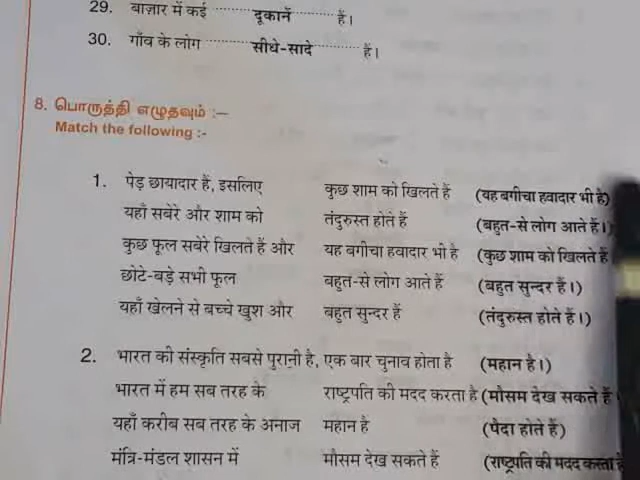 29. बाज़ार में कई ............ दूकानें ............ हैं।
30. गाँव के लोग ............ सीधे-सादे ............ हैं।
8. பொருத்தி எழுதவும் :–
Match the following :-
1. पेड़ छायादार हैं, इसलिए कुछ शाम को खिलते हैं (यह बगीचा हवादार भी है)
यहाँ सबेरे और शाम को तंदुरुस्त होते हैं (बहुत-से लोग आते हैं।)
कुछ फूल सबेरे खिलते हैं और यह बगीचा हवादार भी है (कुछ शाम को खिलते हैं
छोटे-बड़े सभी फूल बहुत-से लोग आते हैं (बहुत सुन्दर हैं।)
यहाँ खेलने से बच्चे खुश और बहुत सुन्दर हैं (तंदुरुस्त होते हैं।)
2. भारत की संस्कृति सबसे पुरानी है, एक बार चुनाव होता है (महान है।)
भारत में हम सब तरह के राष्ट्रपति की मदद करता है (मौसम देख सकते हैं
यहाँ करीब सब तरह के अनाज महान है (पैदा होते हैं)
मंत्रि-मंडल शासन में मौसम देख सकते हैं (राष्ट्रपति की मदद करता है